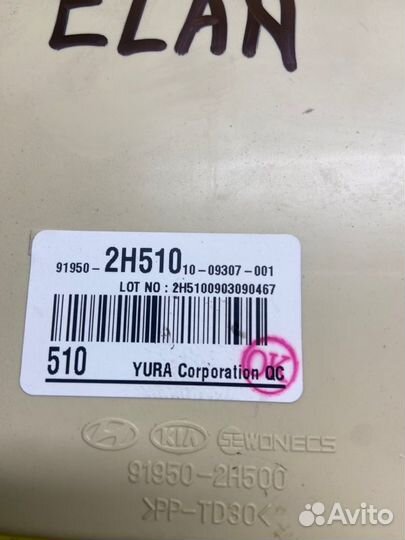 ELAN
91950- 2H510 10-09307-001
LOT NO : 2H5100903090467
510 YURA Corporation QC
OK
KIA SEWONECS
91950-2H500
>PP-TD30<
Avito